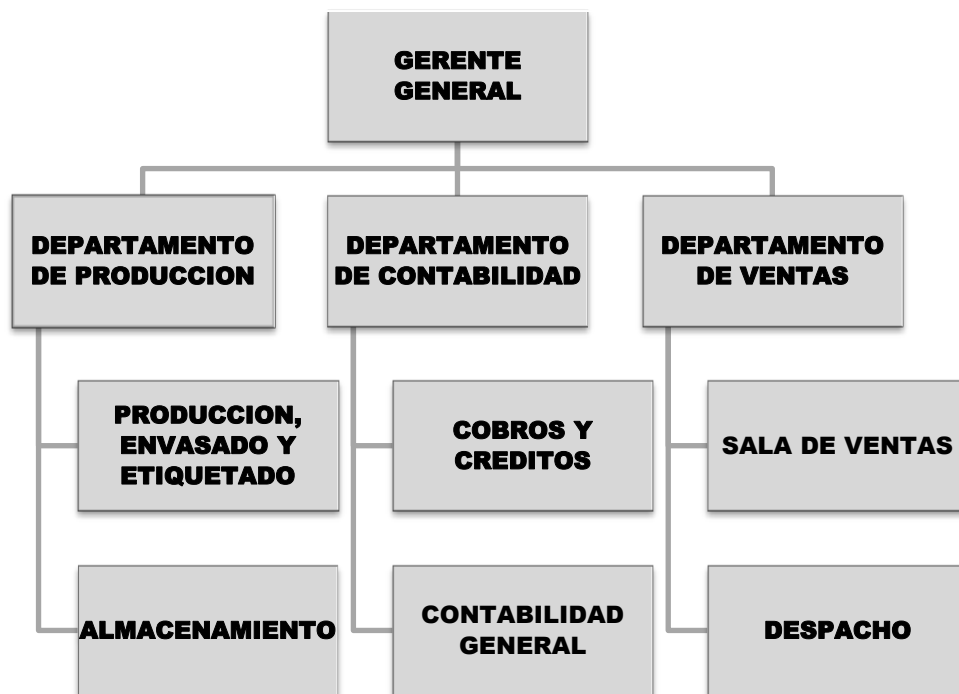 GERENTE
GENERAL
DEPARTAMENTO
DE PRODUCCION
DEPARTAMENTO
DE CONTABILIDAD
DEPARTAMENTO
DE VENTAS
PRODUCCION,
ENVASADO Y
ETIQUETADO
COBROS Y
CREDITOS
SALA DE VENTAS
ALMACENAMIENTO
CONTABILIDAD
GENERAL
DESPACHO